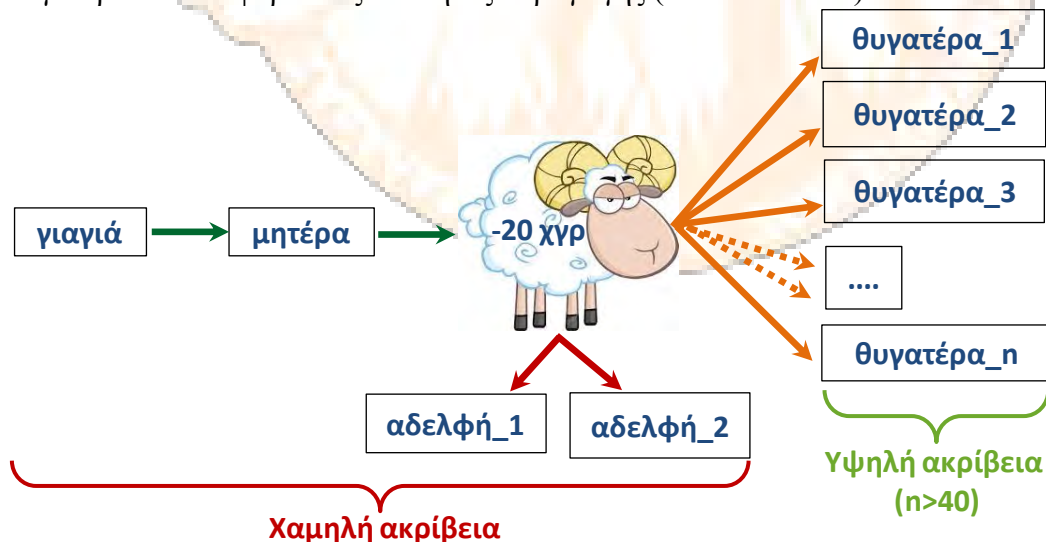 θυγατέρα_1
θυγατέρα_2
θυγατέρα_3
γιαγιά
μητέρα
-20 χγρ
....
θυγατέρα_n
αδελφή_1
αδελφή_2
Υψηλή ακρίβεια
(n>40)
Χαμηλή ακρίβεια